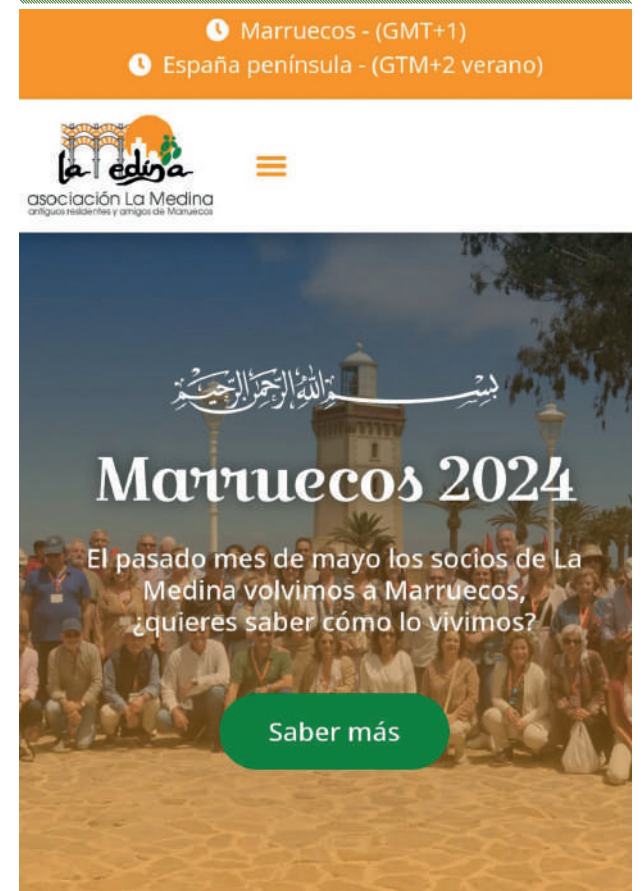 Marruecos - (GMT+1)
España península - (GTM+2 verano)
la Medina
asociación La Medina
antiguos residentes y amigos de Marruecos
بسم الله الرحمن الرحيم
Marruecos 2024
El pasado mes de mayo los socios de La
Medina volvimos a Marruecos,
¿quieres saber cómo lo vivimos?
Saber más